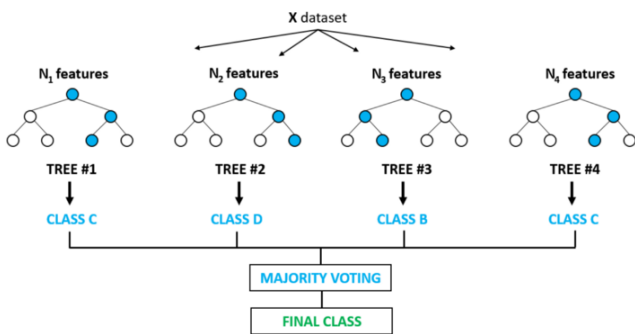 X dataset
N₁ features N₂ features N₃ features N₄ features
TREE #1 TREE #2 TREE #3 TREE #4
CLASS C CLASS D CLASS B CLASS C
MAJORITY VOTING
FINAL CLASS